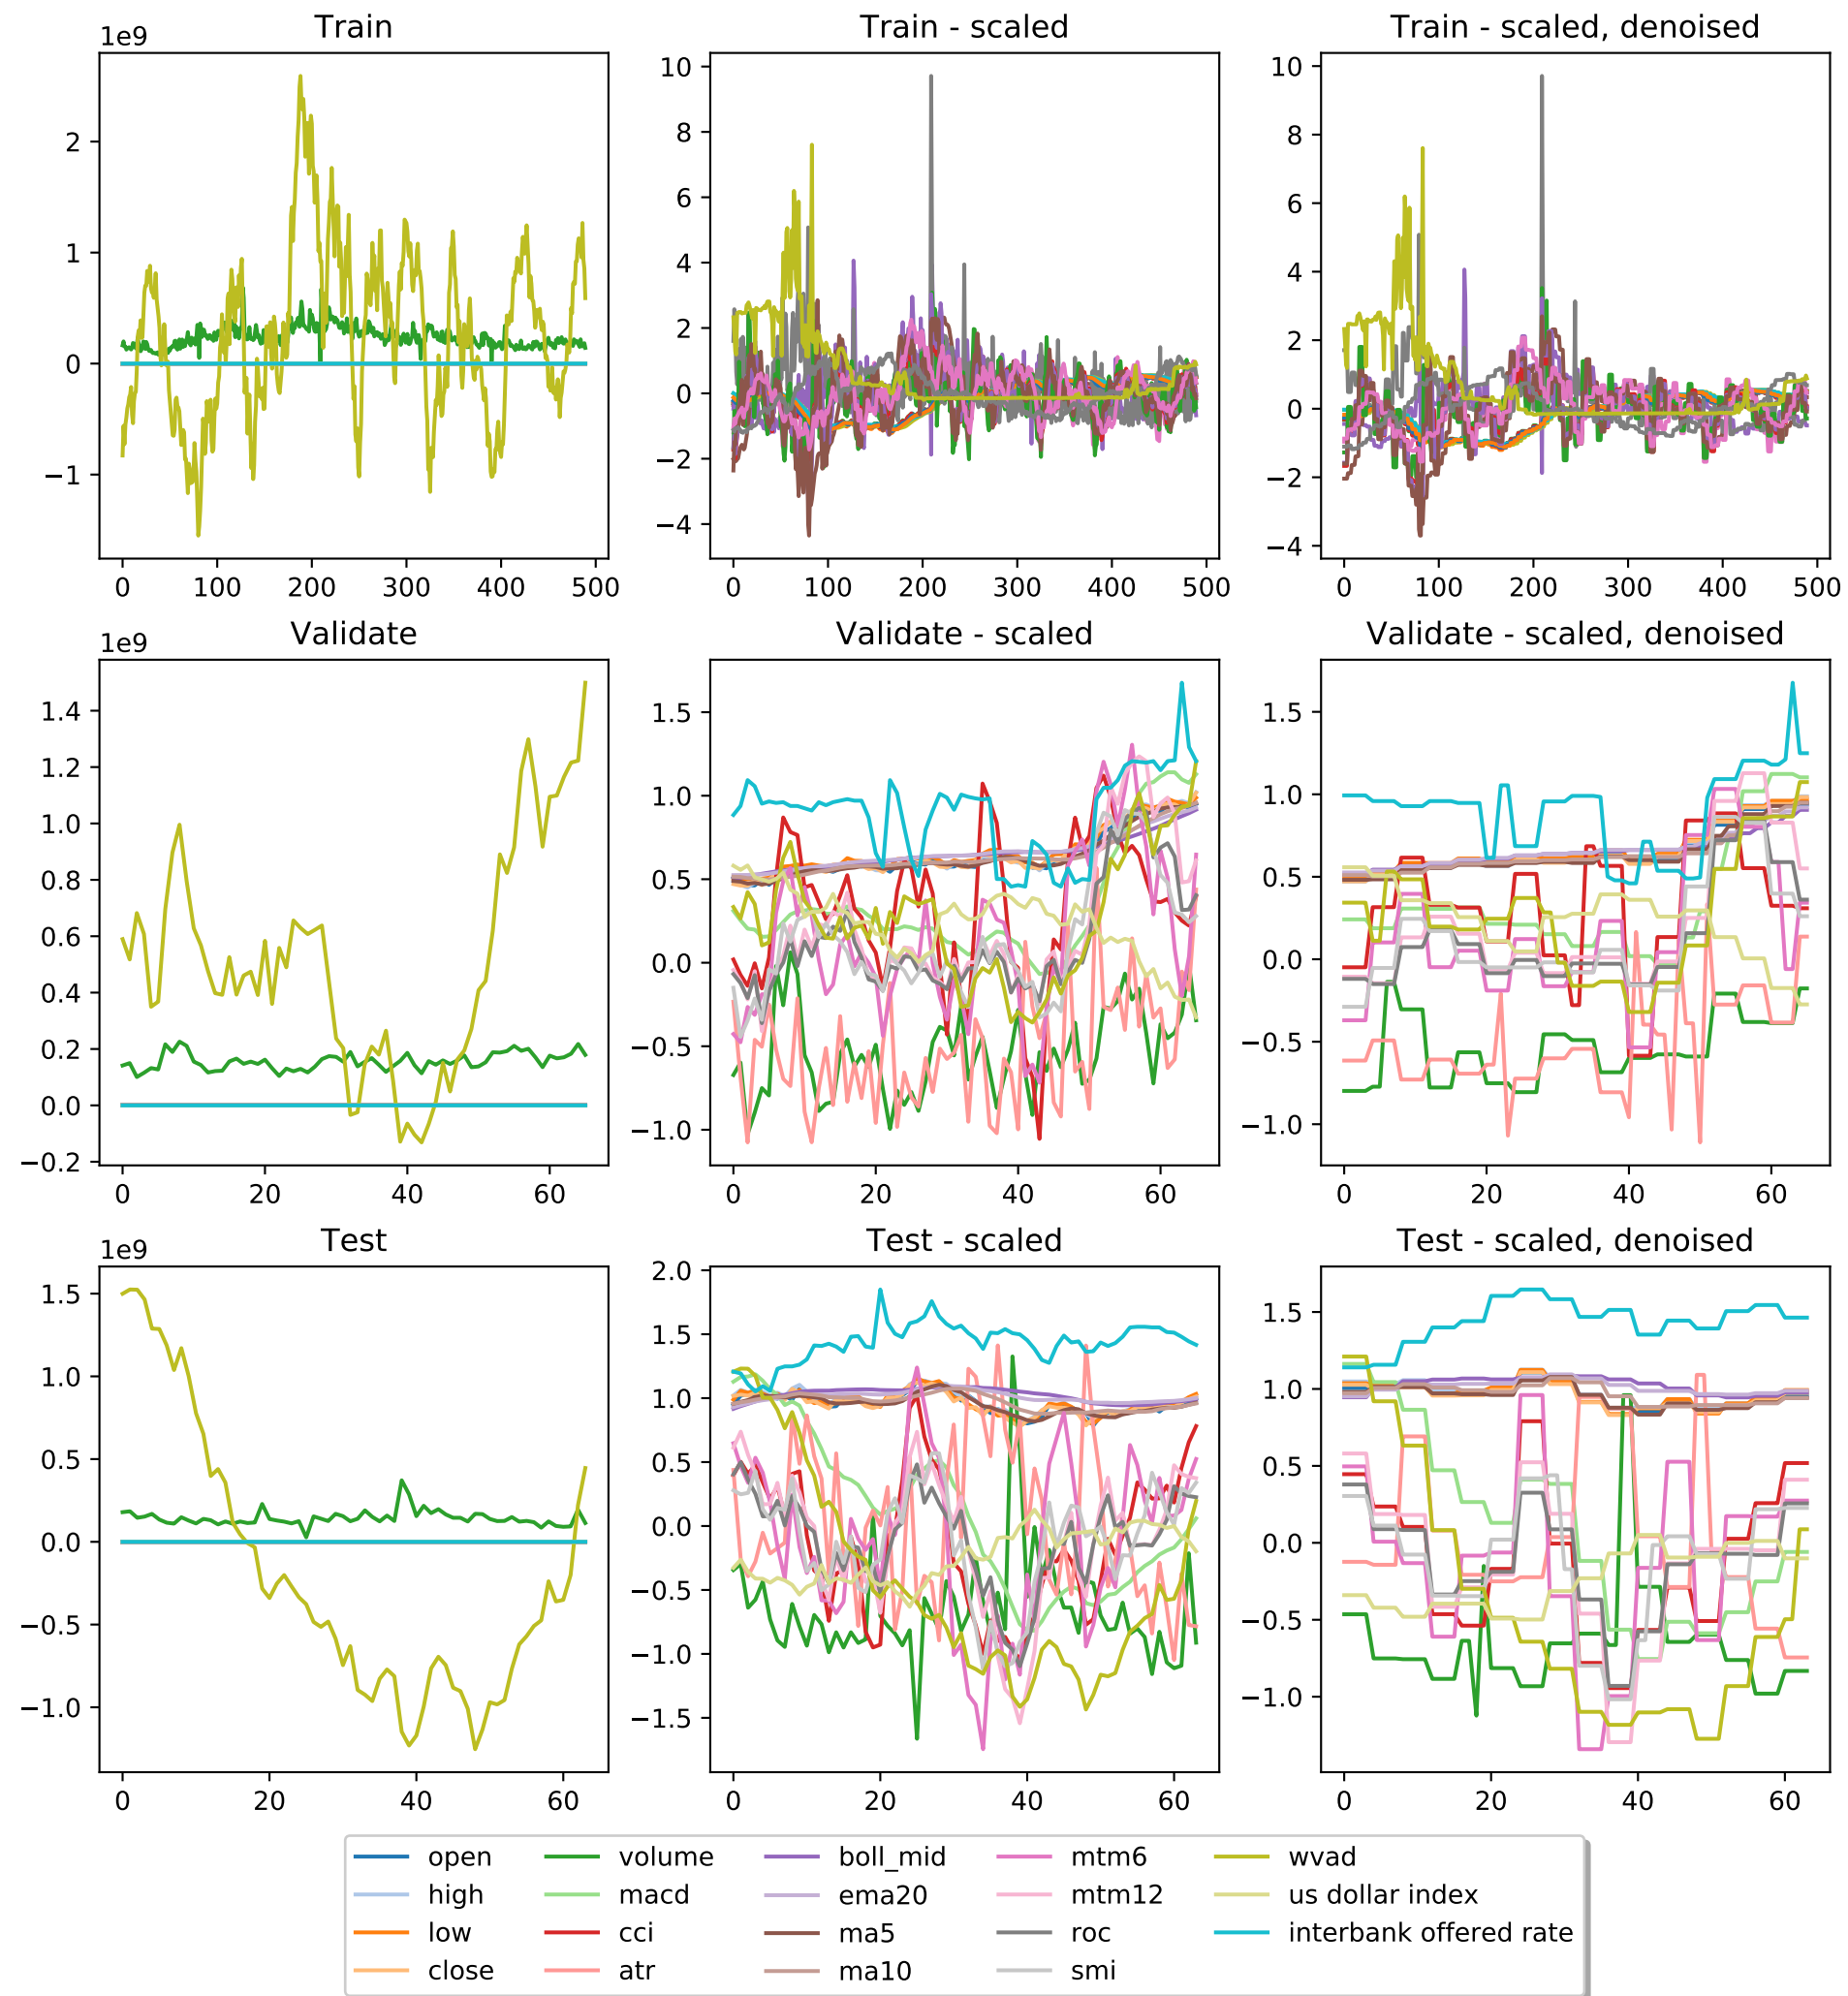 Train
Train - scaled
Train - scaled, denoised
1e9
2
1
0
−1
0 100 200 300 400 500
10
8
6
4
2
0
−2
−4
0 100 200 300 400 500
10
8
6
4
2
0
−2
−4
0 100 200 300 400 500
Validate
Validate - scaled
Validate - scaled, denoised
1e9
1.4
1.2
1.0
0.8
0.6
0.4
0.2
0.0
−0.2
0 20 40 60
1.5
1.0
0.5
0.0
−0.5
−1.0
0 20 40 60
1.5
1.0
0.5
0.0
−0.5
−1.0
0 20 40 60
Test
Test - scaled
Test - scaled, denoised
1e9
1.5
1.0
0.5
0.0
−0.5
−1.0
0 20 40 60
2.0
1.5
1.0
0.5
0.0
−0.5
−1.0
−1.5
0 20 40 60
1.5
1.0
0.5
0.0
−0.5
−1.0
0 20 40 60
open
high
low
close
volume
macd
cci
atr
boll_mid
ema20
ma5
ma10
mtm6
mtm12
roc
smi
wvad
us dollar index
interbank offered rate